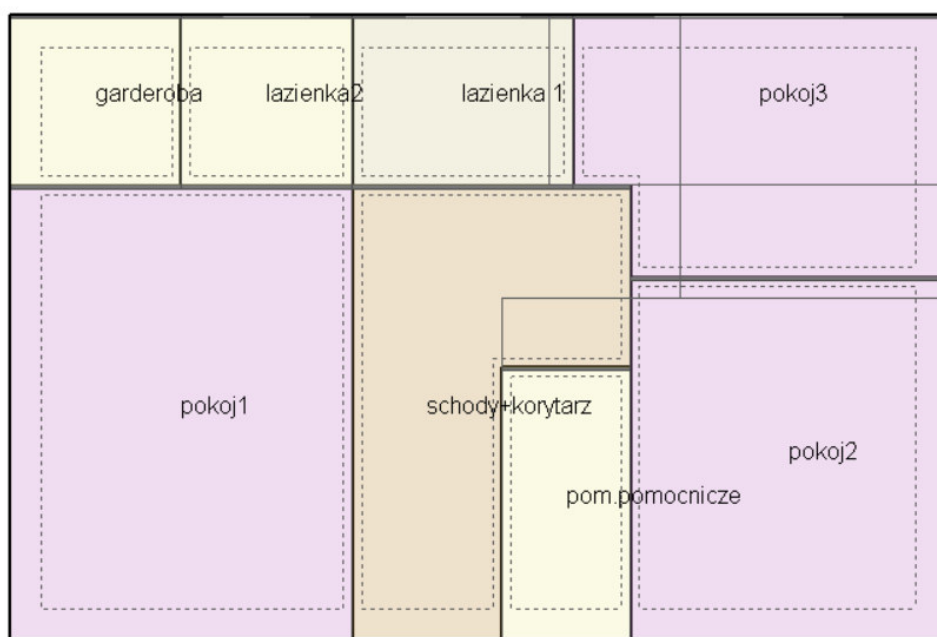 garderoba
lazienka2
lazienka 1
pokoj3
pokoj1
schody+korytarz
pokoj2
pom.pomocnicze